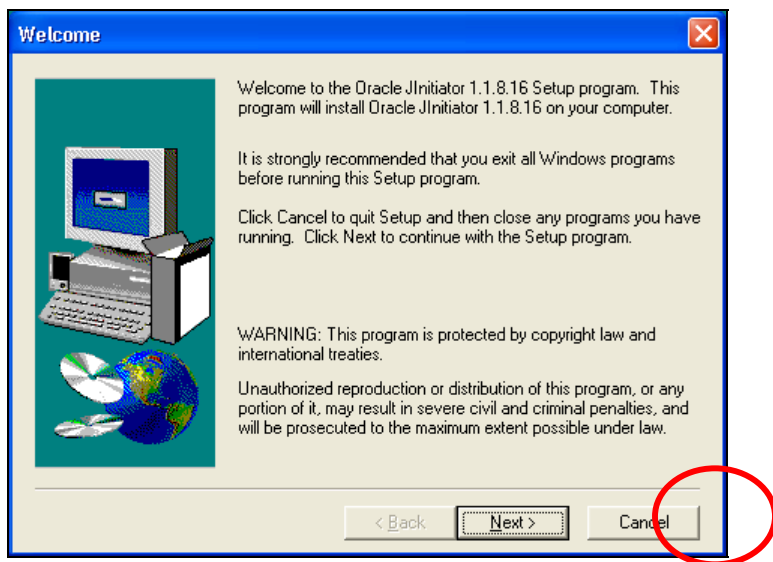 Welcome
Welcome to the Oracle JInitiator 1.1.8.16 Setup program. This
program will install Oracle JInitiator 1.1.8.16 on your computer.
It is strongly recommended that you exit all Windows programs
before running this Setup program.
Click Cancel to quit Setup and then close any programs you have
running. Click Next to continue with the Setup program.
WARNING: This program is protected by copyright law and
international treaties.
Unauthorized reproduction or distribution of this program, or any
portion of it, may result in severe civil and criminal penalties, and
will be prosecuted to the maximum extent possible under law.
< Back Next > Cancel